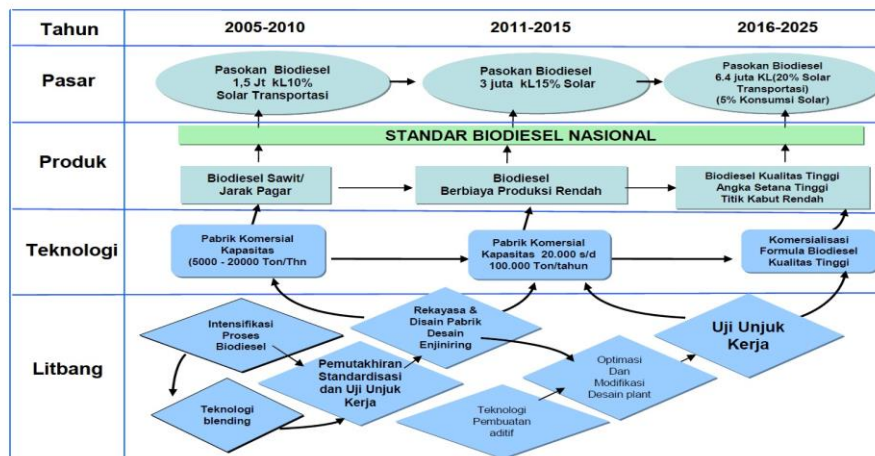 Tahun
2005-2010
2011-2015
2016-2025
Pasar
Pasokan Biodiesel
1,5 Jt kL10%
Solar Transportasi
Pasokan Biodiesel
3 juta kL15% Solar
Pasokan Biodiesel
6.4 juta KL(20% Solar
Transportasi)
(5% Konsumsi Solar)
STANDAR BIODIESEL NASIONAL
Produk
Biodiesel Sawit/
Jarak Pagar
Biodiesel
Berbiaya Produksi Rendah
Biodiesel Kualitas Tinggi
Angka Setana Tinggi
Titik Kabut Rendah
Teknologi
Pabrik Komersial
Kapasitas
(5000 - 20000 Ton/Thn
Pabrik Komersial
Kapasitas 20.000 s/d
100.000 Ton/tahun
Komersialisasi
Formula Biodiesel
Kualitas Tinggi
Litbang
Intensifikasi
Proses
Biodiesel
Teknologi
blending
Pemutakhiran
Standardisasi
dan Uji Unjuk
Kerja
Rekayasa &
Disain Pabrik
Desain
Enjiniring
Teknologi
Pembuatan
aditif
Optimasi
Dan
Modifikasi
Desain plant
Uji Unjuk
Kerja